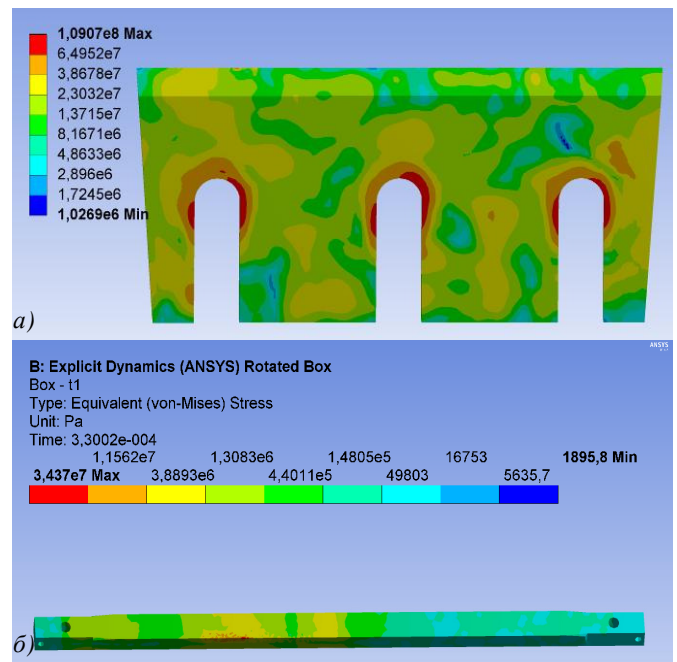 1,0907e8 Max
6,4952e7
3,8678e7
2,3032e7
1,3715e7
8,1671e6
4,8633e6
2,896e6
1,7245e6
1,0269e6 Min
а)
ANSYS
B: Explicit Dynamics (ANSYS) Rotated Box
Box - t1
Type: Equivalent (von-Mises) Stress
Unit: Pa
Time: 3,3002e-004
1,1562e7 1,3083e6 1,4805e5 16753 1895,8 Min
3,437e7 Max 3,8893e6 4,4011e5 49803 5635,7
б)